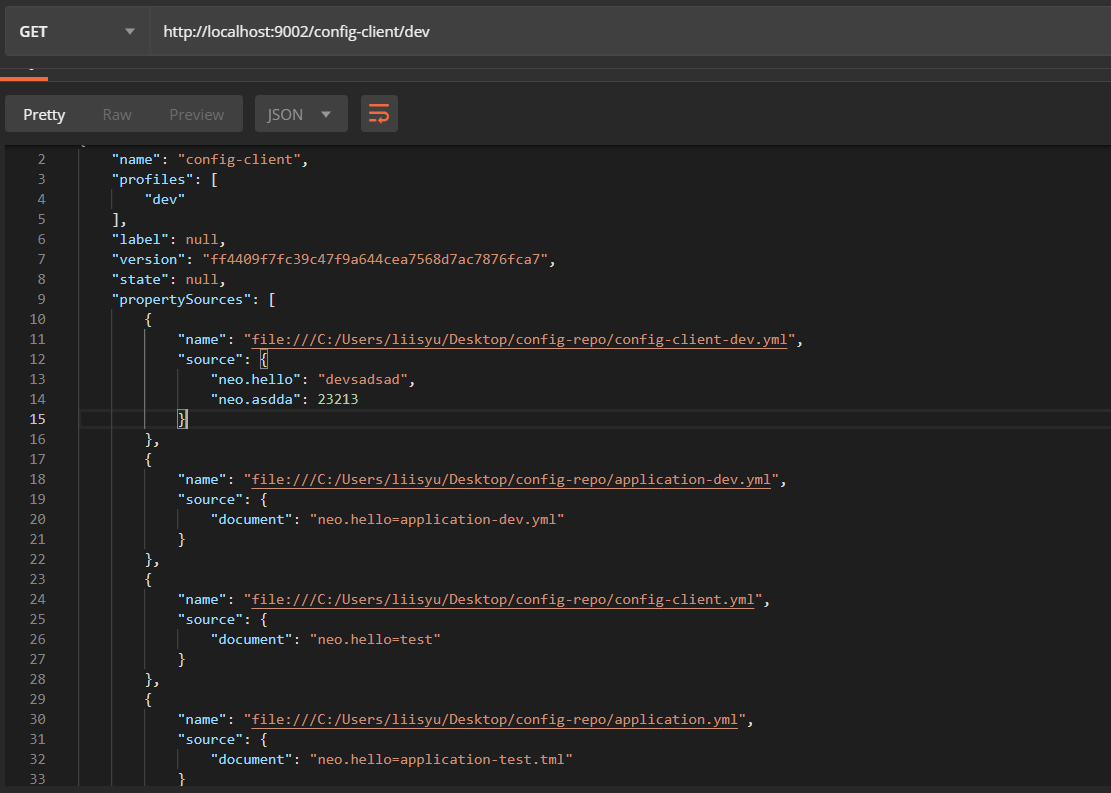 GET http://localhost:9002/config-client/dev
Pretty Raw Preview JSON
2 "name": "config-client",
3 "profiles": [
4 "dev"
5 ],
6 "label": null,
7 "version": "ff4409f7fc39c47f9a644cea7568d7ac7876fca7",
8 "state": null,
9 "propertySources": [
10 {
11 "name": "file:///C:/Users/liisyu/Desktop/config-repo/config-client-dev.yml",
12 "source": {
13 "neo.hello": "devsadsad",
14 "neo.asdda": 23213
15 }
16 },
17 {
18 "name": "file:///C:/Users/liisyu/Desktop/config-repo/application-dev.yml",
19 "source": {
20 "document": "neo.hello=application-dev.yml"
21 }
22 },
23 {
24 "name": "file:///C:/Users/liisyu/Desktop/config-repo/config-client.yml",
25 "source": {
26 "document": "neo.hello=test"
27 }
28 },
29 {
30 "name": "file:///C:/Users/liisyu/Desktop/config-repo/application.yml",
31 "source": {
32 "document": "neo.hello=application-test.tml"
33 }